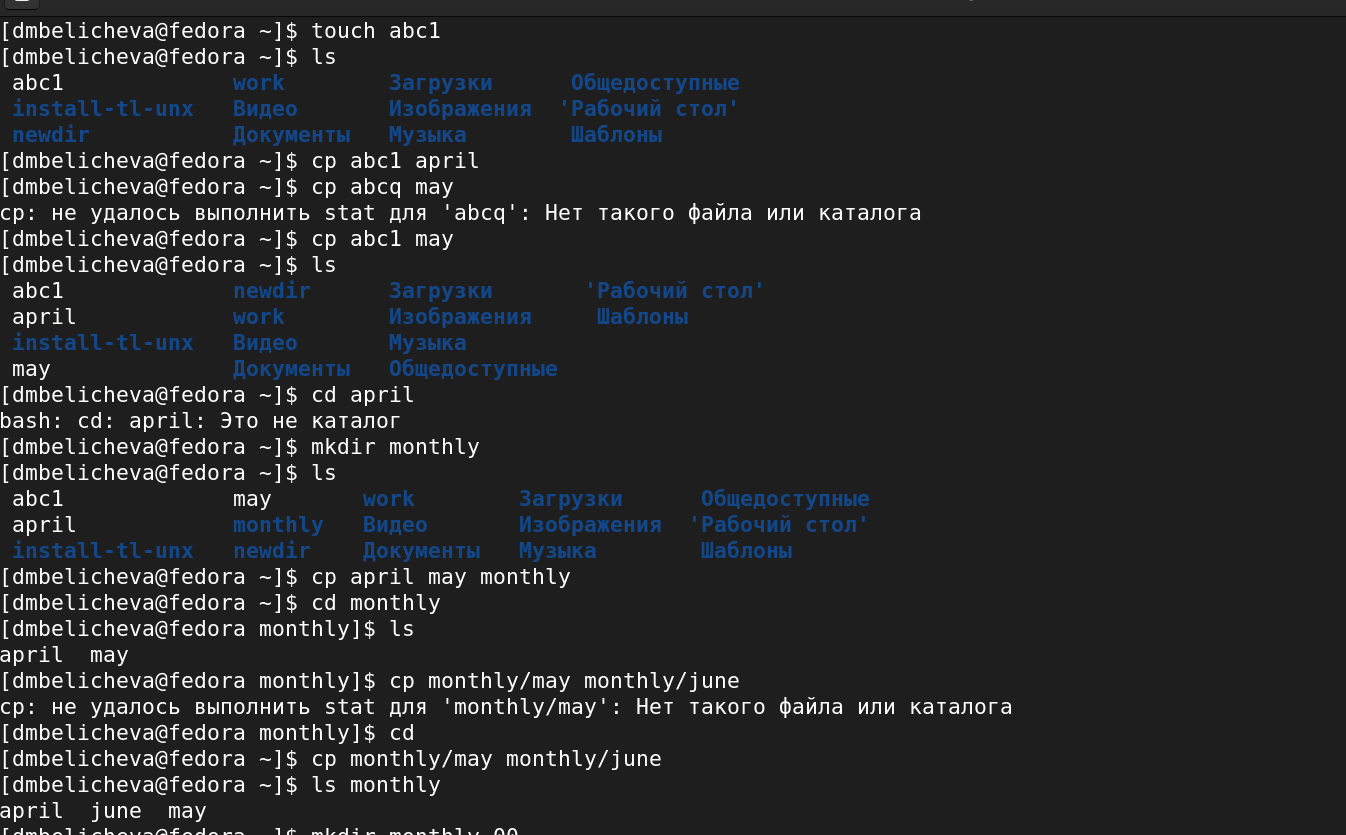 [dmbelicheva@fedora ~]$ touch abc1
[dmbelicheva@fedora ~]$ ls
abc1 work Загрузки Общедоступные
install-tl-unx Видео Изображения 'Рабочий стол'
newdir Документы Музыка Шаблоны
[dmbelicheva@fedora ~]$ cp abc1 april
[dmbelicheva@fedora ~]$ cp abcq may
cp: не удалось выполнить stat для 'abcq': Нет такого файла или каталога
[dmbelicheva@fedora ~]$ cp abc1 may
[dmbelicheva@fedora ~]$ ls
abc1 newdir Загрузки 'Рабочий стол'
april work Изображения Шаблоны
install-tl-unx Видео Музыка
may Документы Общедоступные
[dmbelicheva@fedora ~]$ cd april
bash: cd: april: Это не каталог
[dmbelicheva@fedora ~]$ mkdir monthly
[dmbelicheva@fedora ~]$ ls
abc1 may work Загрузки Общедоступные
april monthly Видео Изображения 'Рабочий стол'
install-tl-unx newdir Документы Музыка Шаблоны
[dmbelicheva@fedora ~]$ cp april may monthly
[dmbelicheva@fedora ~]$ cd monthly
[dmbelicheva@fedora monthly]$ ls
april may
[dmbelicheva@fedora monthly]$ cp monthly/may monthly/june
cp: не удалось выполнить stat для 'monthly/may': Нет такого файла или каталога
[dmbelicheva@fedora monthly]$ cd
[dmbelicheva@fedora ~]$ cp monthly/may monthly/june
[dmbelicheva@fedora ~]$ ls monthly
april june may
[dmbelicheva@fedora ~]$ mkdir monthly.00